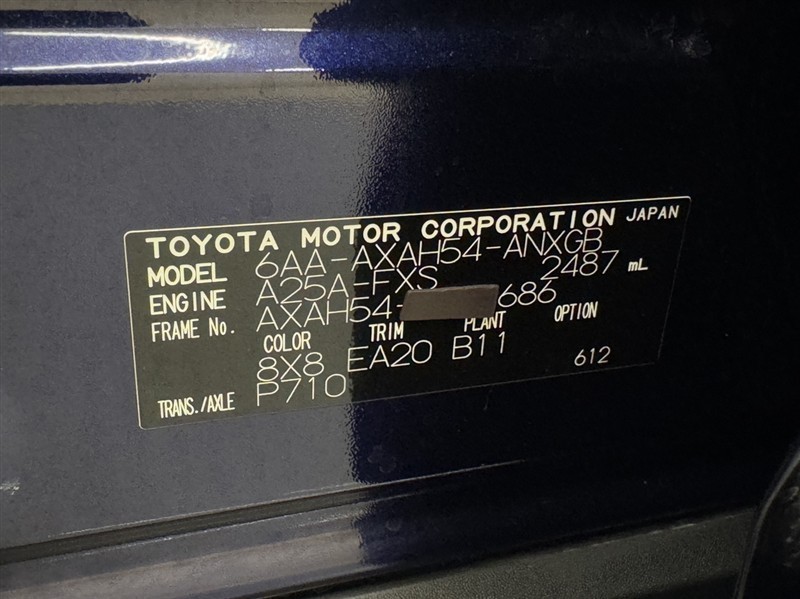 TOYOTA MOTOR CORPORATION JAPAN
MODEL 6AA-AXAH54-ANXGB
ENGINE A25A-FXS 2487 mL
FRAME No. AXAH54- 686
COLOR TRIM PLANT OPTION
8X8 EA20 B11
TRANS./AXLE P710 612